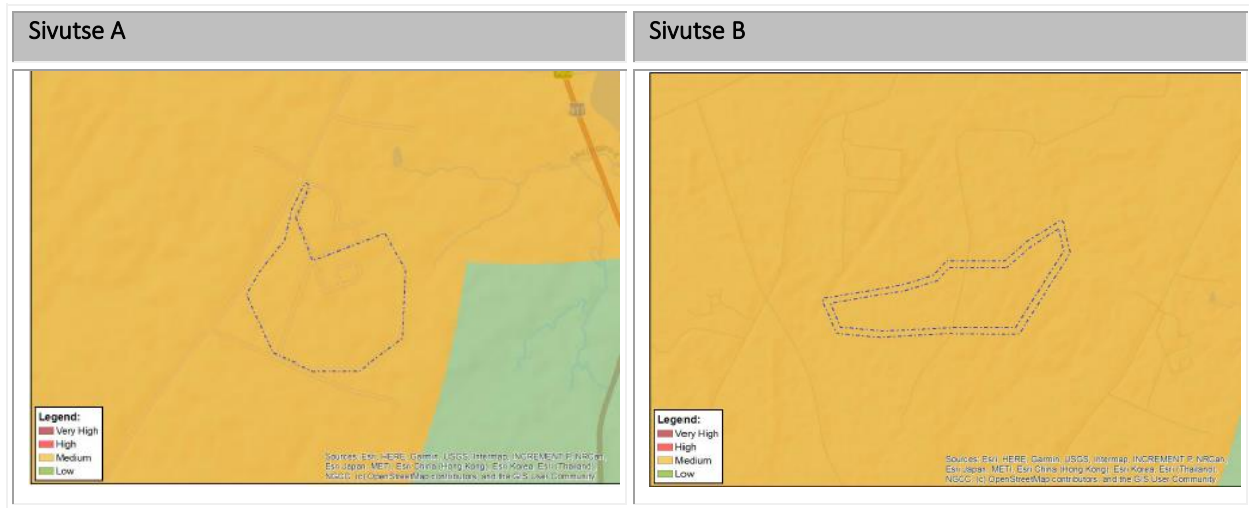 Sivutse A
Sivutse B
Legend:
Very High
High
Medium
Low
Sources: Esri, HERE, Garmin, USGS, Intermap, INCREMENT P, NRCan,
Esri Japan, METI, Esri China (Hong Kong), Esri Korea, Esri (Thailand),
NGCC, (c) OpenStreetMap contributors, and the GIS User Community
Legend:
Very High
High
Medium
Low
Sources: Esri, HERE, Garmin, USGS, Intermap, INCREMENT P, NRCan,
Esri Japan, METI, Esri China (Hong Kong), Esri Korea, Esri (Thailand),
NGCC, (c) OpenStreetMap contributors, and the GIS User Community